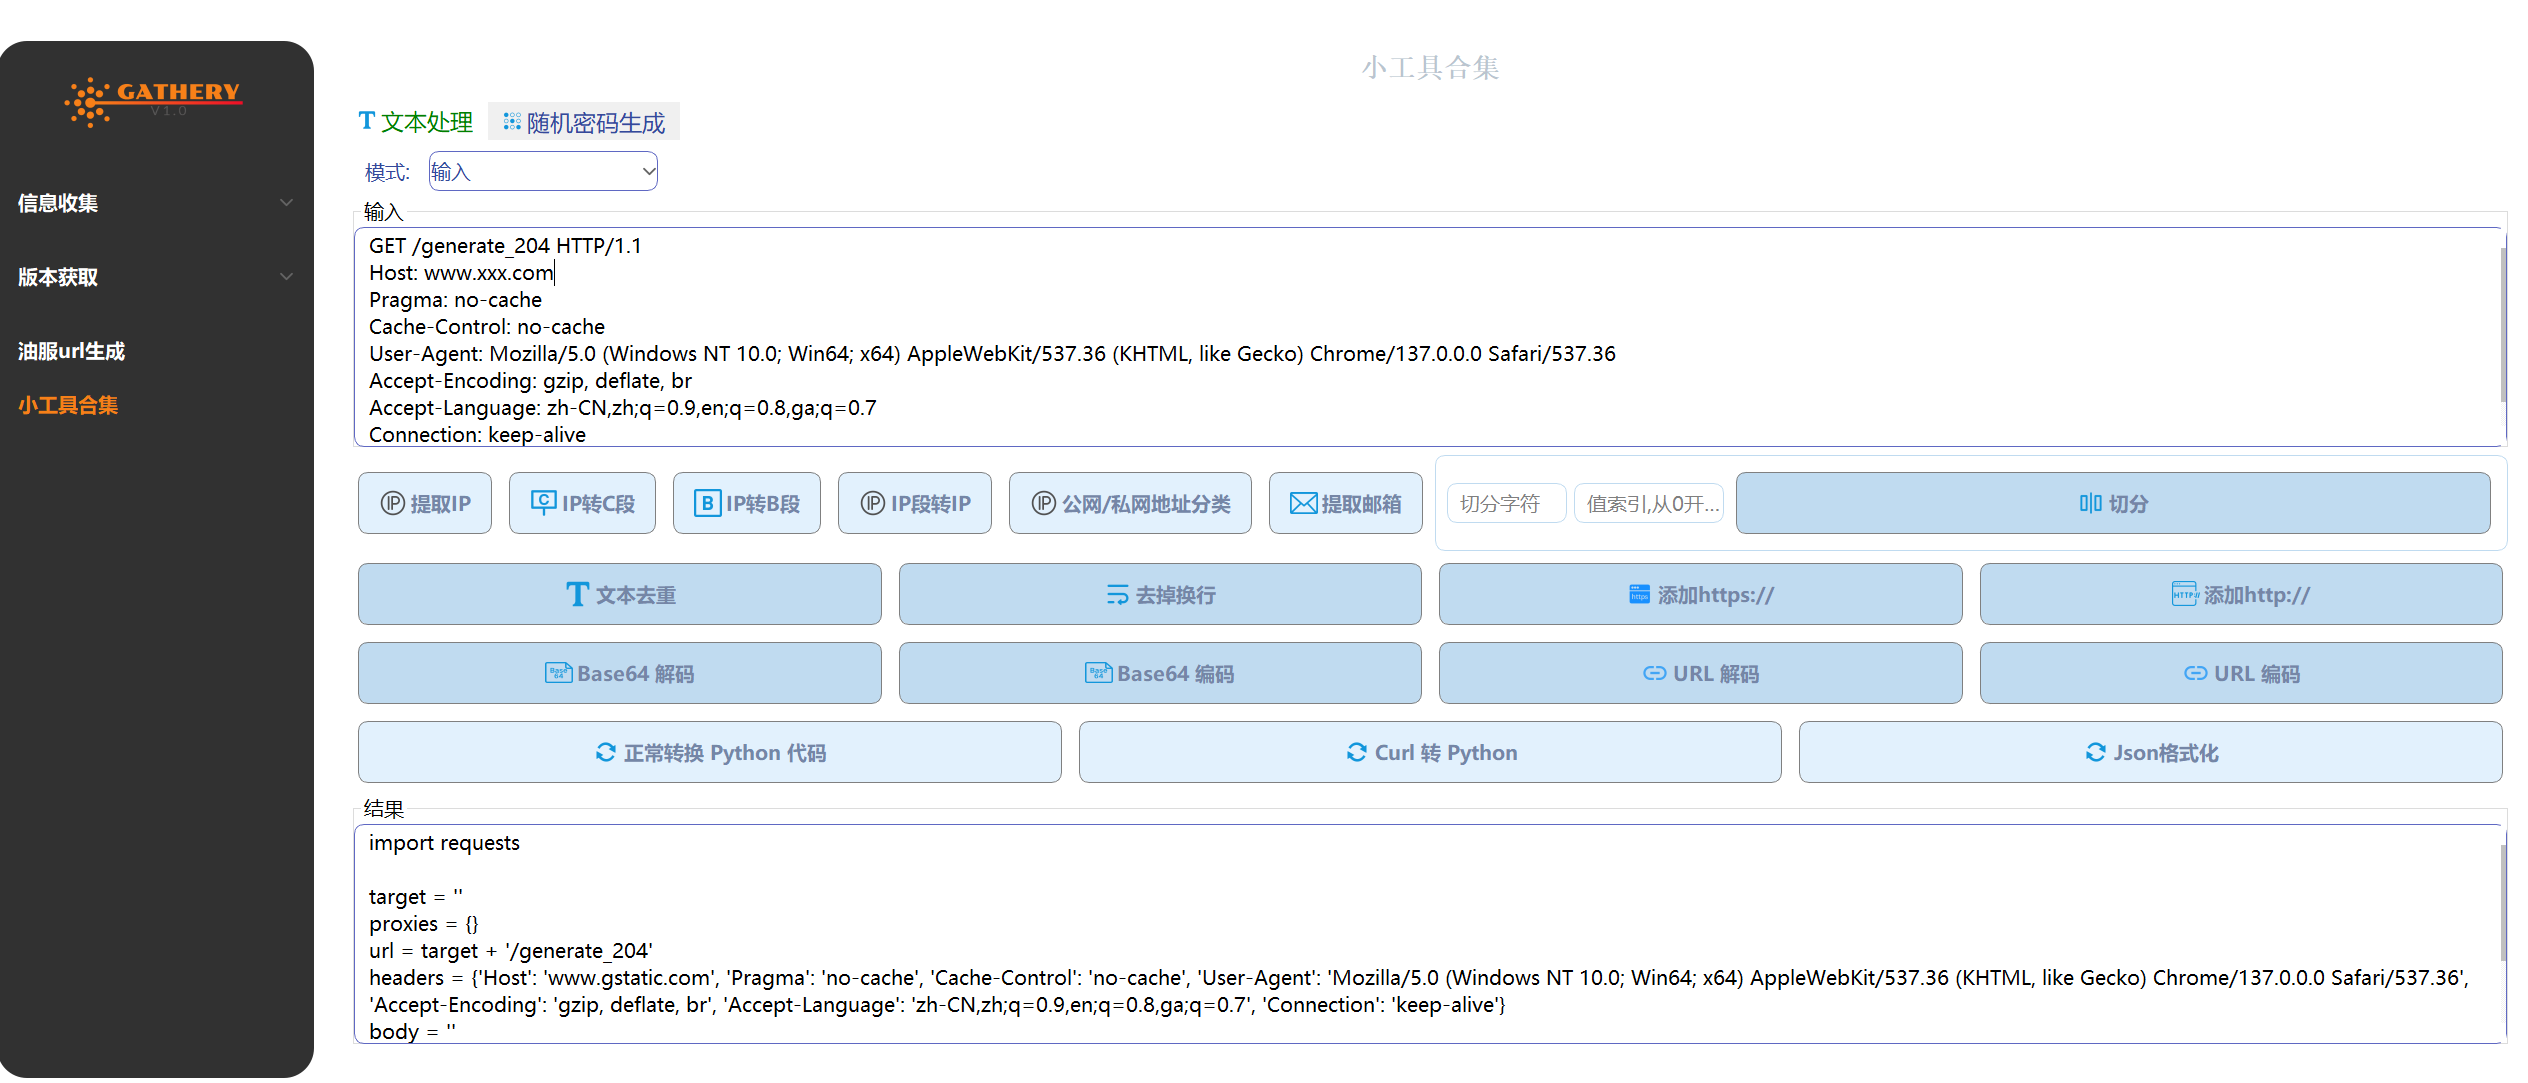 GATHERY
V1.0
信息收集
版本获取
油服url生成
小工具合集
小工具合集
文本处理
随机密码生成
模式:
输入
输入
GET /generate_204 HTTP/1.1
Host: www.xxx.com
Pragma: no-cache
Cache-Control: no-cache
User-Agent: Mozilla/5.0 (Windows NT 10.0; Win64; x64) AppleWebKit/537.36 (KHTML, like Gecko) Chrome/137.0.0.0 Safari/537.36
Accept-Encoding: gzip, deflate, br
Accept-Language: zh-CN,zh;q=0.9,en;q=0.8,ga;q=0.7
Connection: keep-alive
IP 提取IP
C IP转C段
B IP转B段
IP IP段转IP
IP 公网/私网地址分类
提取邮箱
切分字符
值索引,从0开...
切分
文本去重
去掉换行
https 添加https://
HTTP:// 添加http://
Base64 Base64 解码
Base64 Base64 编码
URL 解码
URL 编码
正常转换 Python 代码
Curl 转 Python
Json格式化
结果
import requests
target = ''
proxies = {}
url = target + '/generate_204'
headers = {'Host': 'www.gstatic.com', 'Pragma': 'no-cache', 'Cache-Control': 'no-cache', 'User-Agent': 'Mozilla/5.0 (Windows NT 10.0; Win64; x64) AppleWebKit/537.36 (KHTML, like Gecko) Chrome/137.0.0.0 Safari/537.36',
'Accept-Encoding': 'gzip, deflate, br', 'Accept-Language': 'zh-CN,zh;q=0.9,en;q=0.8,ga;q=0.7', 'Connection': 'keep-alive'}
body = ''